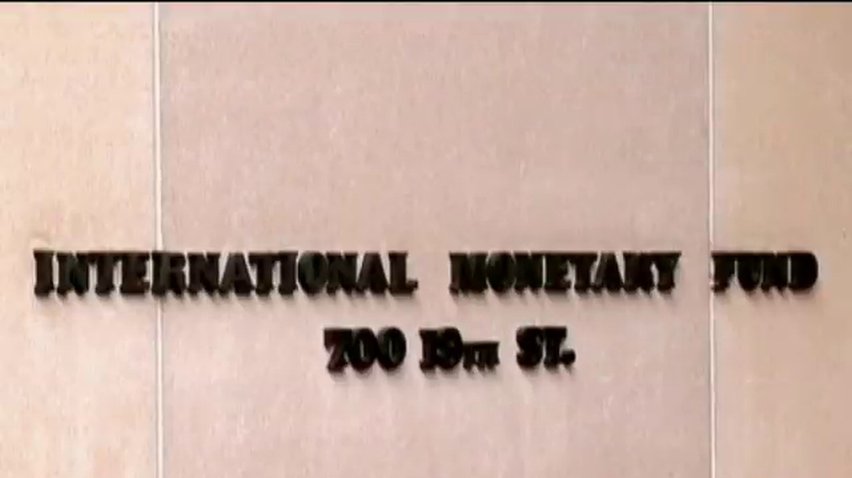 INTERNATIONAL MONETARY FUND
700 19TH ST.